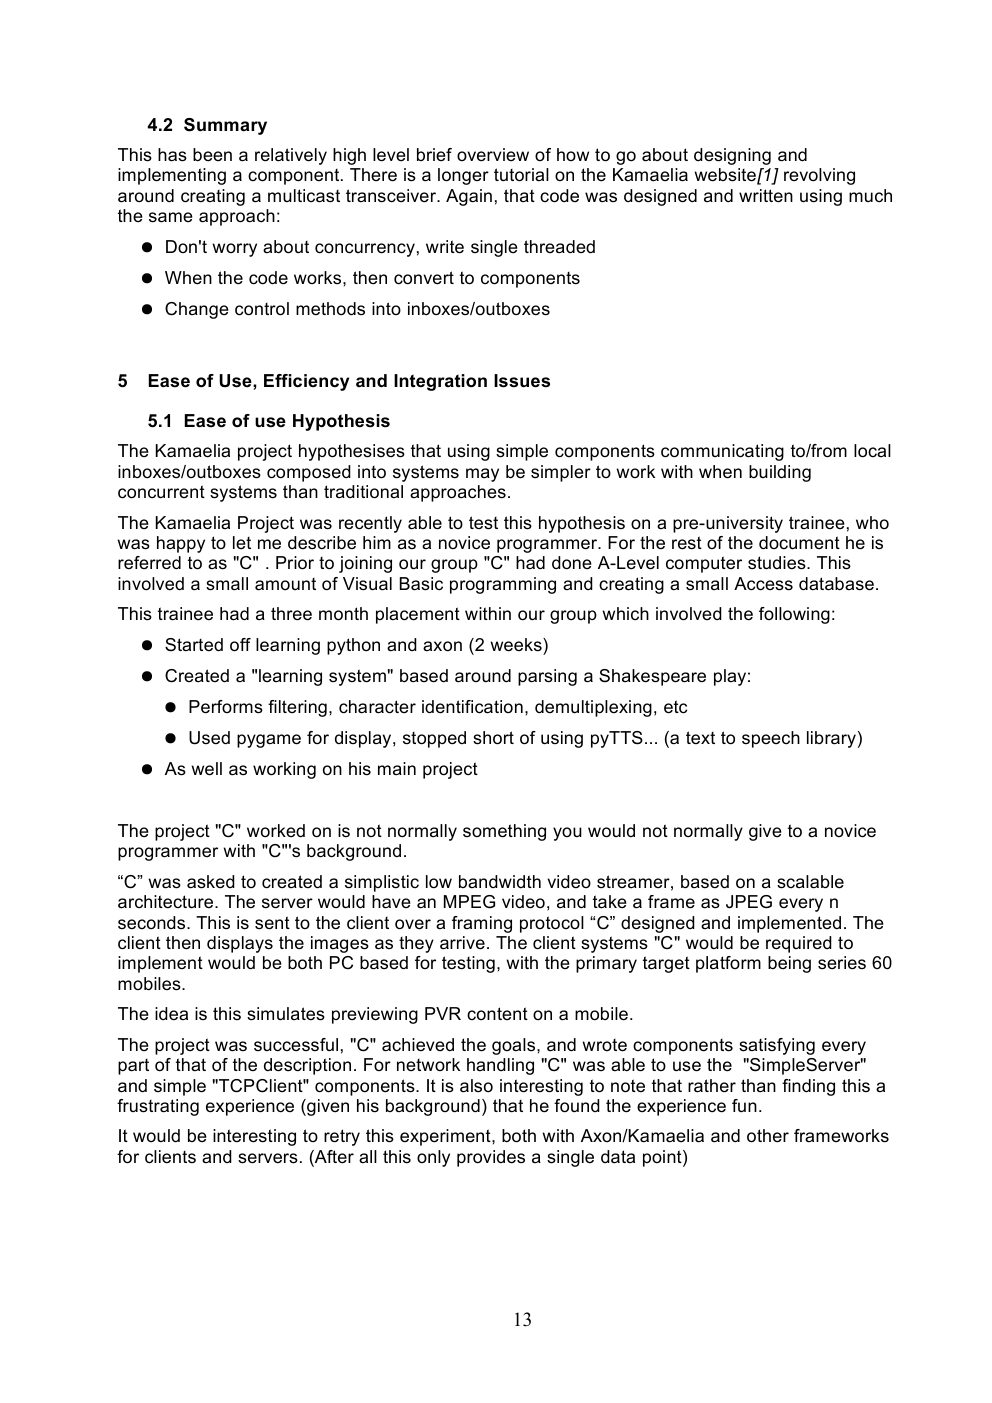 4.2 Summary
This has been a relatively high level brief overview of how to go about designing and
implementing a component. There is a longer tutorial on the Kamaelia website[1] revolving
around creating a multicast transceiver. Again, that code was designed and written using much
the same approach:
● Don't worry about concurrency, write single threaded
● When the code works, then convert to components
● Change control methods into inboxes/outboxes
5 Ease of Use, Efficiency and Integration Issues
5.1 Ease of use Hypothesis
The Kamaelia project hypothesises that using simple components communicating to/from local
inboxes/outboxes composed into systems may be simpler to work with when building
concurrent systems than traditional approaches.
The Kamaelia Project was recently able to test this hypothesis on a pre-university trainee, who
was happy to let me describe him as a novice programmer. For the rest of the document he is
referred to as "C" . Prior to joining our group "C" had done A-Level computer studies. This
involved a small amount of Visual Basic programming and creating a small Access database.
This trainee had a three month placement within our group which involved the following:
● Started off learning python and axon (2 weeks)
● Created a "learning system" based around parsing a Shakespeare play:
● Performs filtering, character identification, demultiplexing, etc
● Used pygame for display, stopped short of using pyTTS... (a text to speech library)
● As well as working on his main project
The project "C" worked on is not normally something you would not normally give to a novice
programmer with "C"'s background.
“C” was asked to created a simplistic low bandwidth video streamer, based on a scalable
architecture. The server would have an MPEG video, and take a frame as JPEG every n
seconds. This is sent to the client over a framing protocol “C” designed and implemented. The
client then displays the images as they arrive. The client systems "C" would be required to
implement would be both PC based for testing, with the primary target platform being series 60
mobiles.
The idea is this simulates previewing PVR content on a mobile.
The project was successful, "C" achieved the goals, and wrote components satisfying every
part of that of the description. For network handling "C" was able to use the "SimpleServer"
and simple "TCPClient" components. It is also interesting to note that rather than finding this a
frustrating experience (given his background) that he found the experience fun.
It would be interesting to retry this experiment, both with Axon/Kamaelia and other frameworks
for clients and servers. (After all this only provides a single data point)
13